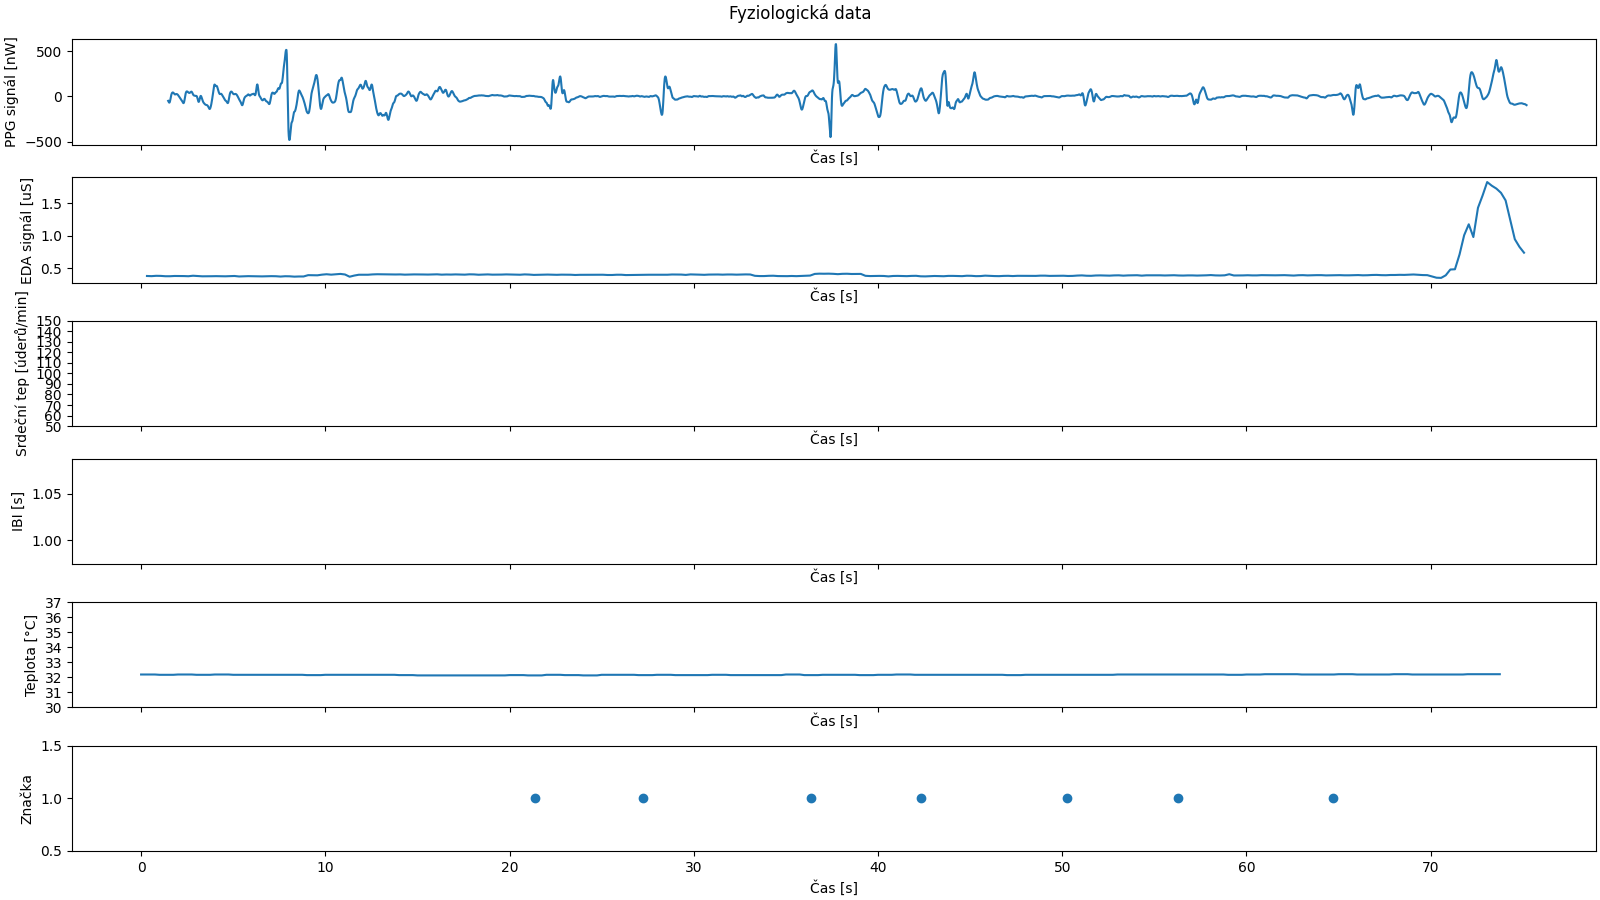 Fyziologická data
PPG signál [nW]
500
0
−500
Čas [s]
EDA signál [uS]
1.5
1.0
0.5
Čas [s]
Srdeční tep [úderů/min]
150
140
130
120
110
100
90
80
70
60
50
Čas [s]
IBI [s]
1.05
1.00
Čas [s]
Teplota [°C]
37
36
35
34
33
32
31
30
Čas [s]
Značka
1.5
1.0
0.5
0 10 20 30 40 50 60 70
Čas [s]